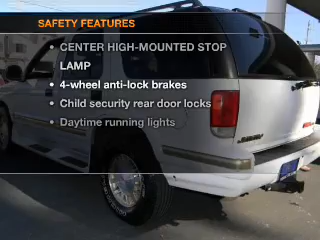 SAFETY FEATURES
• CENTER HIGH-MOUNTED STOP
LAMP
• 4-wheel anti-lock brakes
• Child security rear door locks
• Daytime running lights
JIMMY